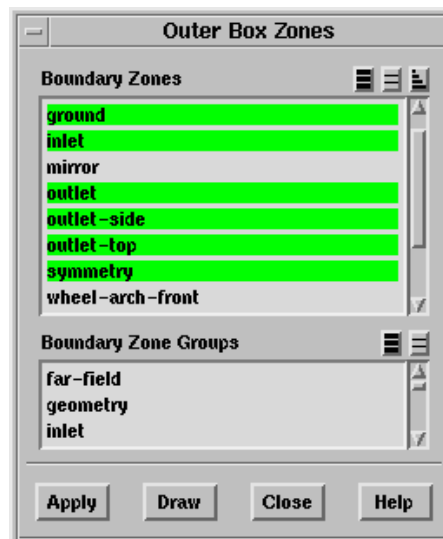 Outer Box Zones
Boundary Zones
ground
inlet
mirror
outlet
outlet-side
outlet-top
symmetry
wheel-arch-front
Boundary Zone Groups
far-field
geometry
inlet
Apply Draw Close Help